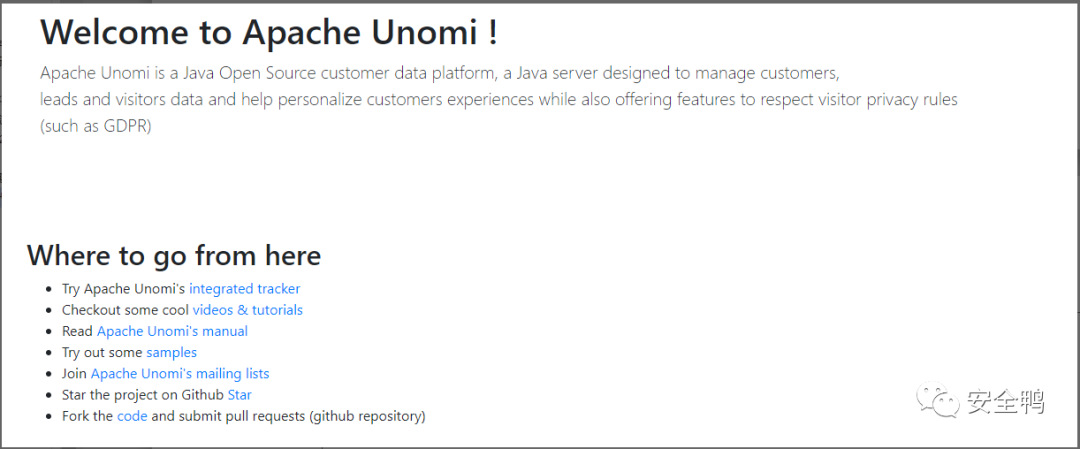 Welcome to Apache Unomi !
Apache Unomi is a Java Open Source customer data platform, a Java server designed to manage customers,
leads and visitors data and help personalize customers experiences while also offering features to respect visitor privacy rules
(such as GDPR)
Where to go from here
Try Apache Unomi's integrated tracker
Checkout some cool videos & tutorials
Read Apache Unomi's manual
Try out some samples
Join Apache Unomi's mailing lists
Star the project on Github Star
Fork the code and submit pull requests (github repository)
安全鸭